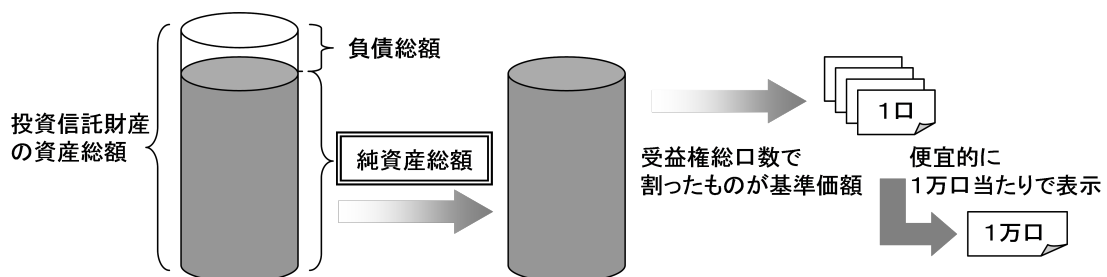 負債総額
投資信託財産
の資産総額
純資産総額
1口
受益権総口数で
割ったものが基準価額
便宜的に
1万口当たりで表示
1万口